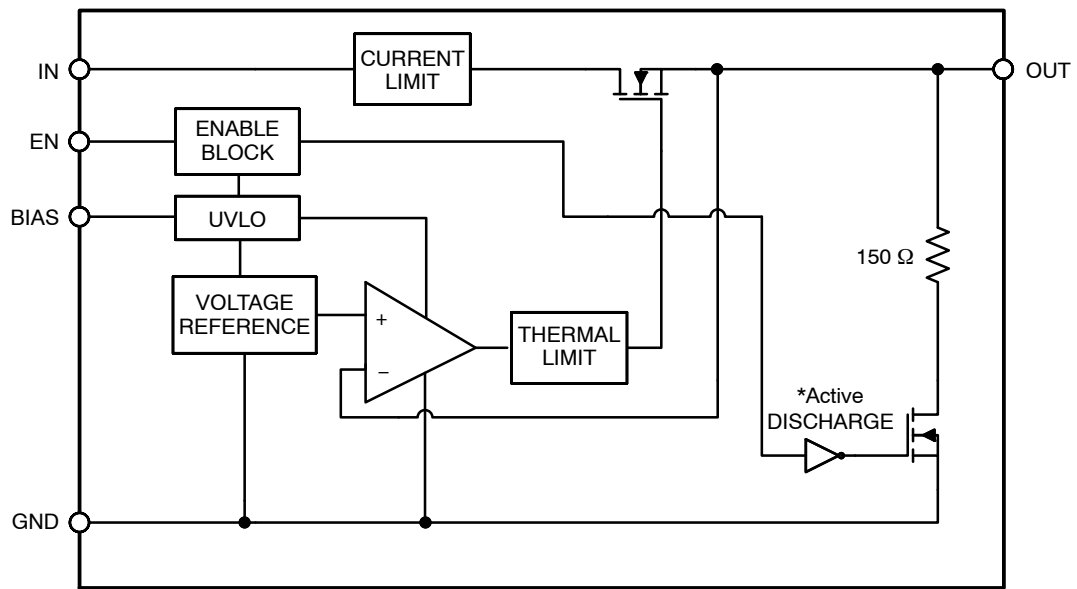 CURRENT
LIMIT
IN
OUT
ENABLE
BLOCK
EN
BIAS
UVLO
150 Ω
VOLTAGE
REFERENCE
+
−
THERMAL
LIMIT
*Active
DISCHARGE
GND